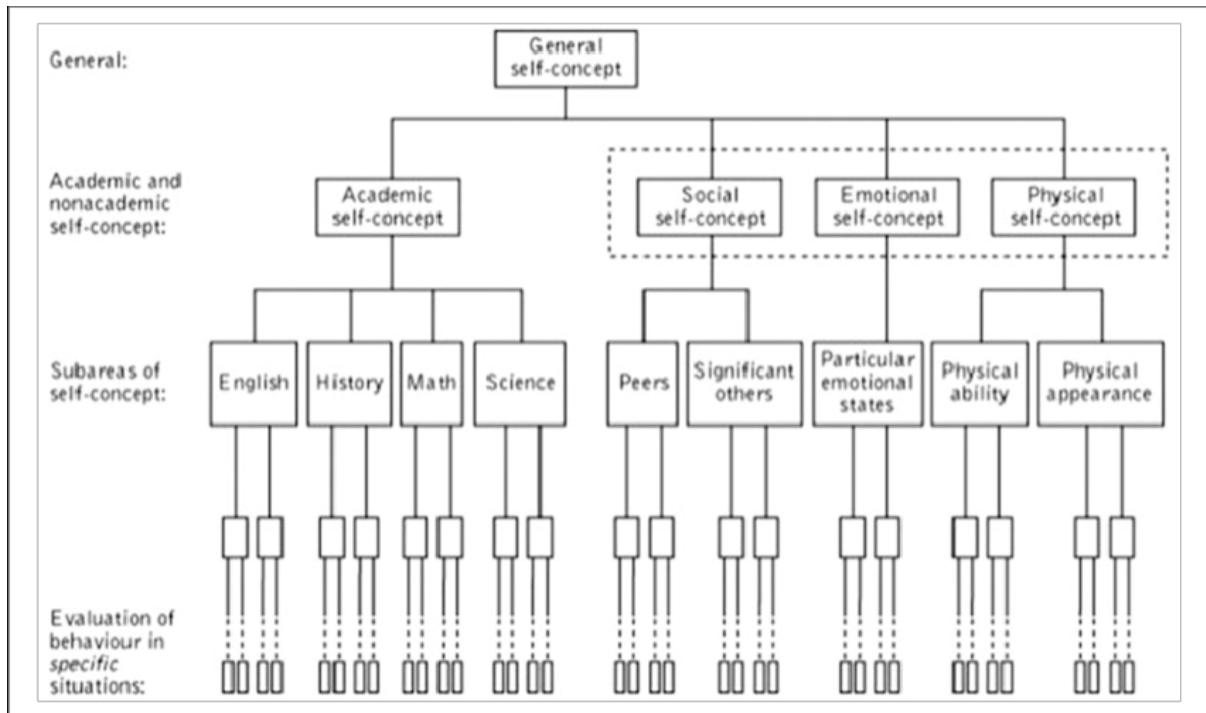 General:
General
self-concept
Academic and
nonacademic
self-concept:
Academic
self-concept
Social
self-concept
Emotional
self-concept
Physical
self-concept
Subareas of
self-concept:
English
History
Math
Science
Peers
Significant
others
Particular
emotional
states
Physical
ability
Physical
appearance
Evaluation of
behaviour in
specific
situations: